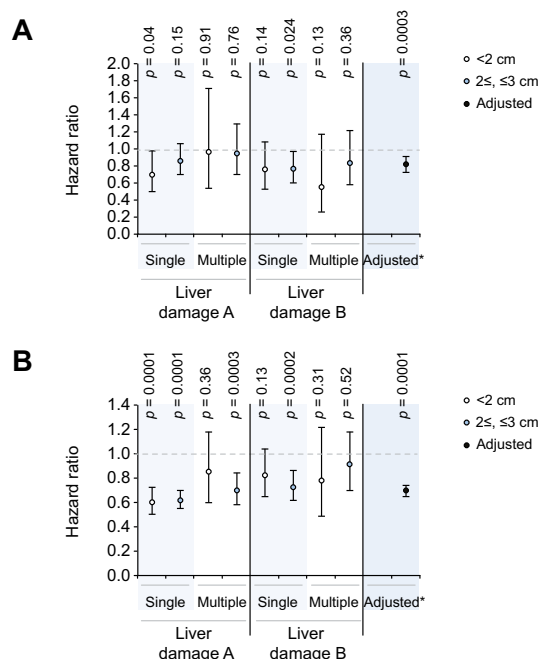 A
p = 0.04
p = 0.15
p = 0.91
p = 0.76
p = 0.14
p = 0.024
p = 0.13
p = 0.36
p = 0.0003
Hazard ratio
2.0
1.8
1.6
1.4
1.2
1.0
0.8
0.6
0.4
0.2
0.0
<2 cm
2≤, ≤3 cm
Adjusted
Single
Multiple
Single
Multiple
Adjusted*
Liver
damage A
Liver
damage B
B
p = 0.0001
p = 0.0001
p = 0.36
p = 0.0003
p = 0.13
p = 0.0002
p = 0.31
p = 0.52
p = 0.0001
Hazard ratio
1.4
1.2
1.0
0.8
0.6
0.4
0.2
0.0
<2 cm
2≤, ≤3 cm
Adjusted
Single
Multiple
Single
Multiple
Adjusted*
Liver
damage A
Liver
damage B